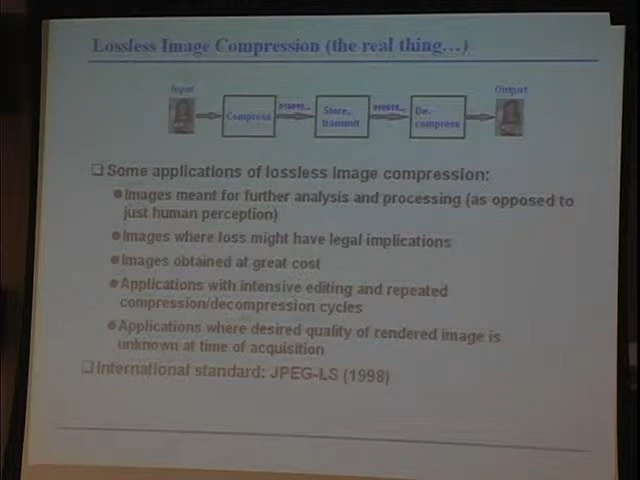 Lossless Image Compression (the real thing…)
Input
Output
Compress
Store,
transmit
De-
compress
❑ Some applications of lossless image compression:
●Images meant for further analysis and processing (as opposed to
just human perception)
●Images where loss might have legal implications
●Images obtained at great cost
●Applications with intensive editing and repeated
compression/decompression cycles
●Applications where desired quality of rendered image is
unknown at time of acquisition
❑ International standard: JPEG-LS (1998)